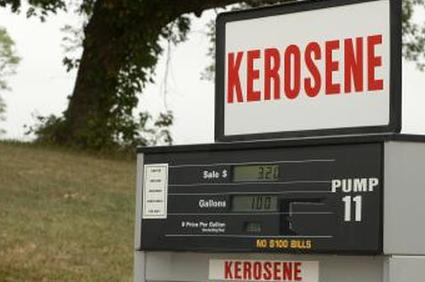 KEROSENE
Sale $ 3.20
Gallons 1.00
PUMP
11
Price Per Gallon
NO $100 BILLS
KEROSENE